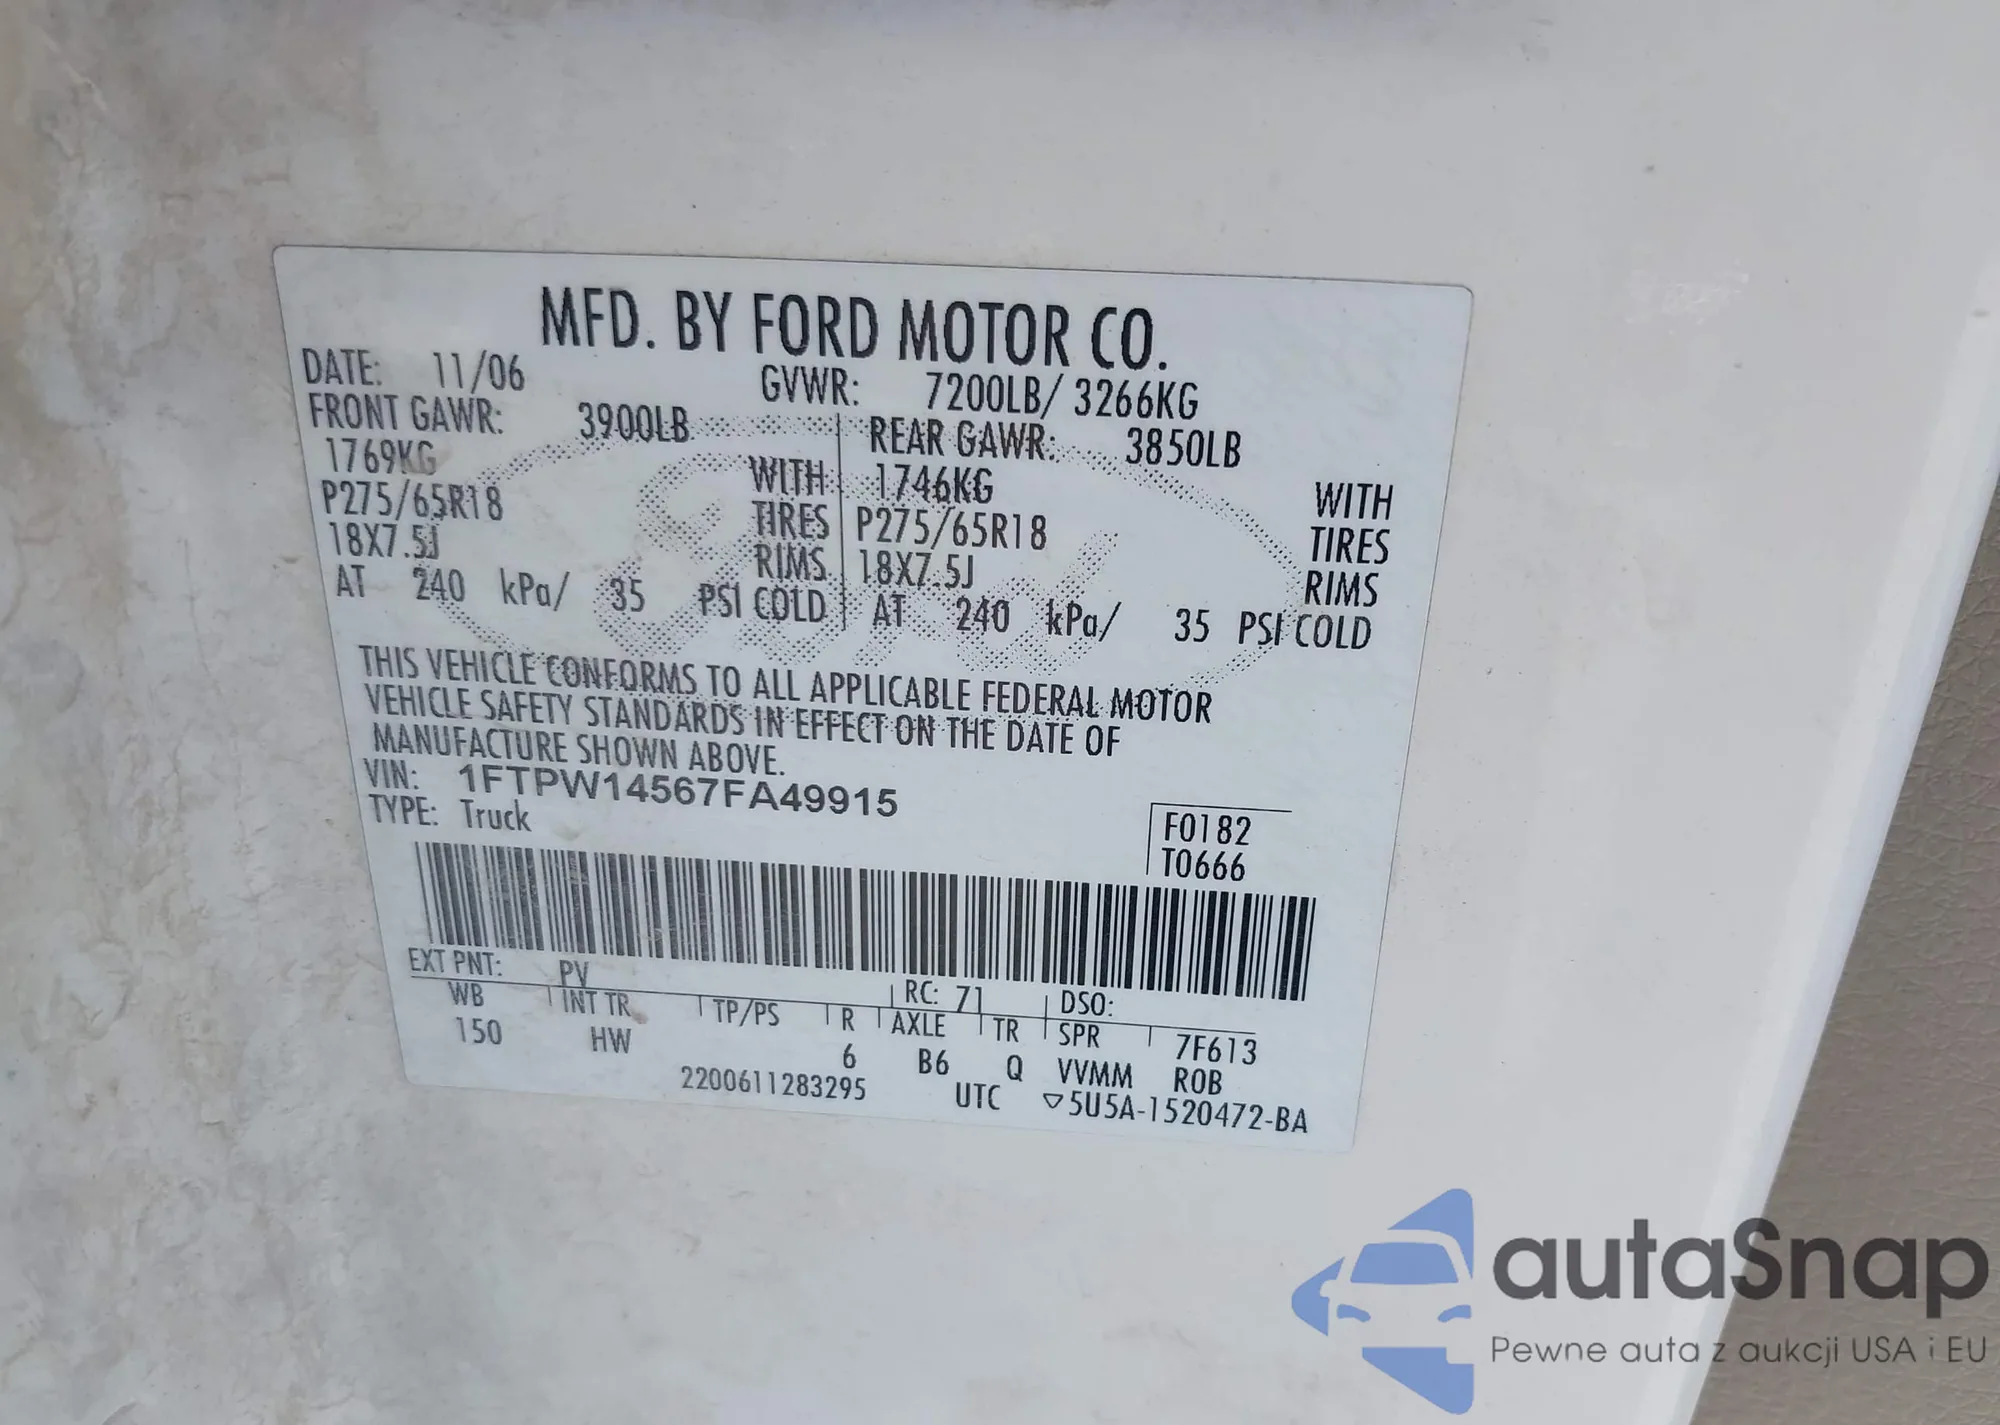 MFD. BY FORD MOTOR CO.
DATE: 11/06 GVWR: 7200LB/ 3266KG
FRONT GAWR: 3900LB REAR GAWR: 3850LB
1769KG WITH 1746KG WITH
P275/65R18 TIRES P275/65R18 TIRES
18X7.5J RIMS 18X7.5J RIMS
AT 240 kPa/ 35 PSI COLD AT 240 kPa/ 35 PSI COLD
THIS VEHICLE CONFORMS TO ALL APPLICABLE FEDERAL MOTOR
VEHICLE SAFETY STANDARDS IN EFFECT ON THE DATE OF
MANUFACTURE SHOWN ABOVE.
VIN: 1FTPW14567FA49915
TYPE: Truck
F0182
T0666
EXT PNT: PV RC: 71 DSO:
WB INT TR TP/PS R AXLE TR SPR 7F613
150 HW 6 B6 Q VVMM ROB
2200611283295 UTC ▽5U5A-1520472-BA
Ford
autaSnap
Pewne auta z aukcji USA i EU